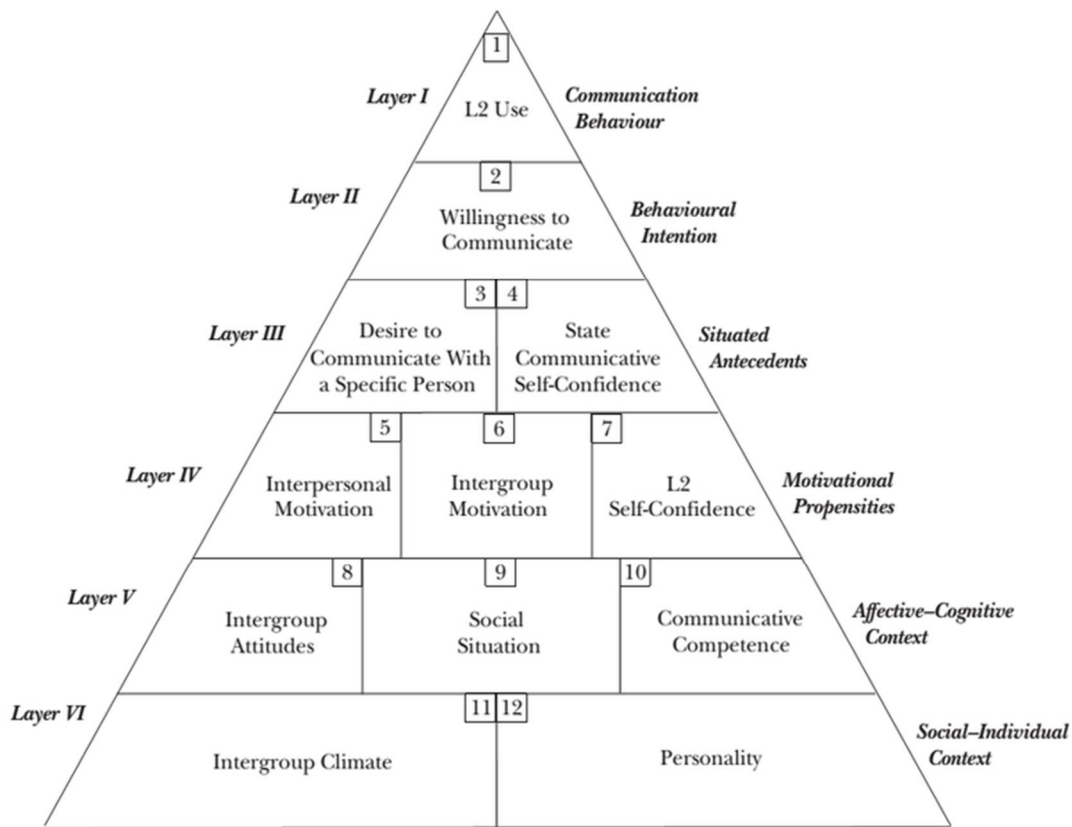 1
Layer I
L2 Use
Communication
Behaviour
2
Layer II
Willingness to
Communicate
Behavioural
Intention
3 4
Layer III
Desire to
Communicate With
a Specific Person
State
Communicative
Self-Confidence
Situated
Antecedents
5 6 7
Layer IV
Interpersonal
Motivation
Intergroup
Motivation
L2
Self-Confidence
Motivational
Propensities
8 9 10
Layer V
Intergroup
Attitudes
Social
Situation
Communicative
Competence
Affective–Cognitive
Context
11 12
Layer VI
Intergroup Climate
Personality
Social–Individual
Context